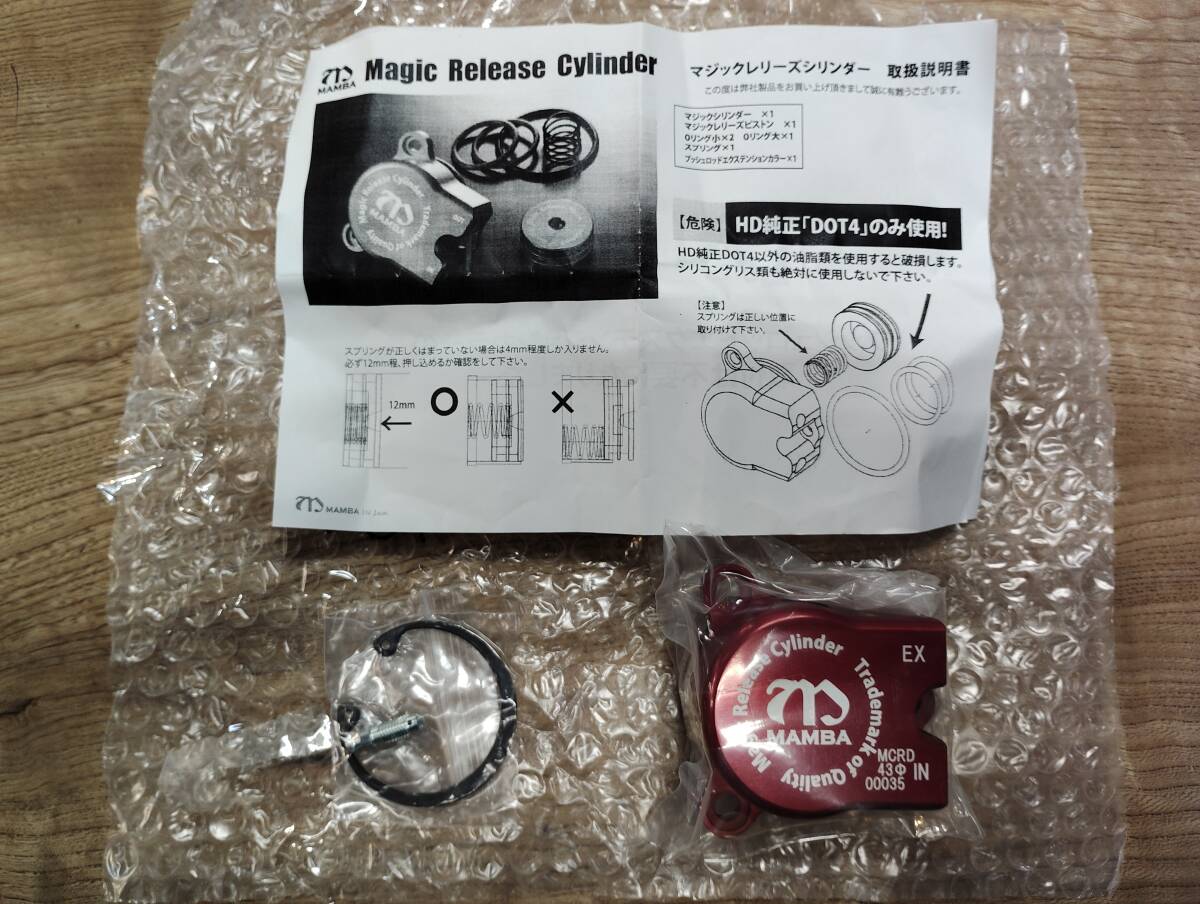 MAMBA
Magic Release Cylinder
マジックレリーズシリンダー 取扱説明書
この度は弊社製品をお買い上げ頂きまして誠に有難うございます。
マジックシリンダー ×1
マジックレリーズピストン ×1
Oリング小×2 Oリング大×1
スプリング×1
プッシュロッドエクステンションカラー×1
Magic Release Cylinder
Trademark of Quality
MAMBA
【危険】 HD純正「DOT4」のみ使用!
HD純正DOT4以外の油脂類を使用すると破損します。
シリコングリス類も絶対に使用しないで下さい。
【注意】
スプリングは正しい位置に
取り付けて下さい。
スプリングが正しくはまっていない場合は4mm程度しか入りません。
必ず12mm程、押し込めるか確認をして下さい。
12mm
○
×
MAMBA
Release Cylinder
Trademark of Quality
MAMBA
EX
MCRD
43Φ
00035
IN